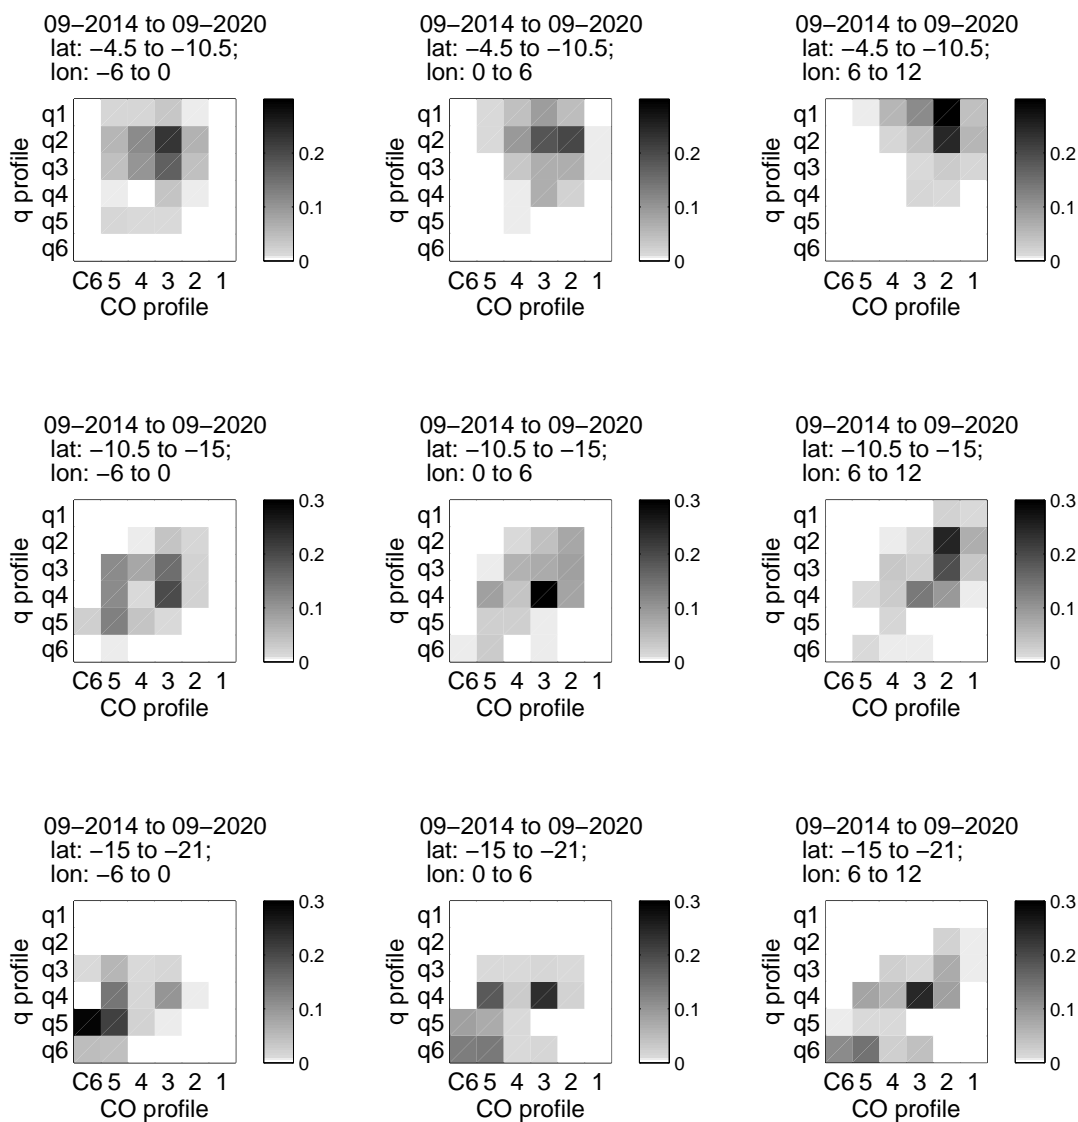 09−2014 to 09−2020
lat: −4.5 to −10.5;
lon: −6 to 0
q1
q2
q3
q4
q5
q6
q profile
C6 5 4 3 2 1
CO profile
0.2
0.1
0
09−2014 to 09−2020
lat: −4.5 to −10.5;
lon: 0 to 6
q1
q2
q3
q4
q5
q6
q profile
C6 5 4 3 2 1
CO profile
0.2
0.1
0
09−2014 to 09−2020
lat: −4.5 to −10.5;
lon: 6 to 12
q1
q2
q3
q4
q5
q6
q profile
C6 5 4 3 2 1
CO profile
0.2
0.1
0
09−2014 to 09−2020
lat: −10.5 to −15;
lon: −6 to 0
q1
q2
q3
q4
q5
q6
q profile
C6 5 4 3 2 1
CO profile
0.3
0.2
0.1
0
09−2014 to 09−2020
lat: −10.5 to −15;
lon: 0 to 6
q1
q2
q3
q4
q5
q6
q profile
C6 5 4 3 2 1
CO profile
0.3
0.2
0.1
0
09−2014 to 09−2020
lat: −10.5 to −15;
lon: 6 to 12
q1
q2
q3
q4
q5
q6
q profile
C6 5 4 3 2 1
CO profile
0.3
0.2
0.1
0
09−2014 to 09−2020
lat: −15 to −21;
lon: −6 to 0
q1
q2
q3
q4
q5
q6
q profile
C6 5 4 3 2 1
CO profile
0.3
0.2
0.1
0
09−2014 to 09−2020
lat: −15 to −21;
lon: 0 to 6
q1
q2
q3
q4
q5
q6
q profile
C6 5 4 3 2 1
CO profile
0.3
0.2
0.1
0
09−2014 to 09−2020
lat: −15 to −21;
lon: 6 to 12
q1
q2
q3
q4
q5
q6
q profile
C6 5 4 3 2 1
CO profile
0.3
0.2
0.1
0